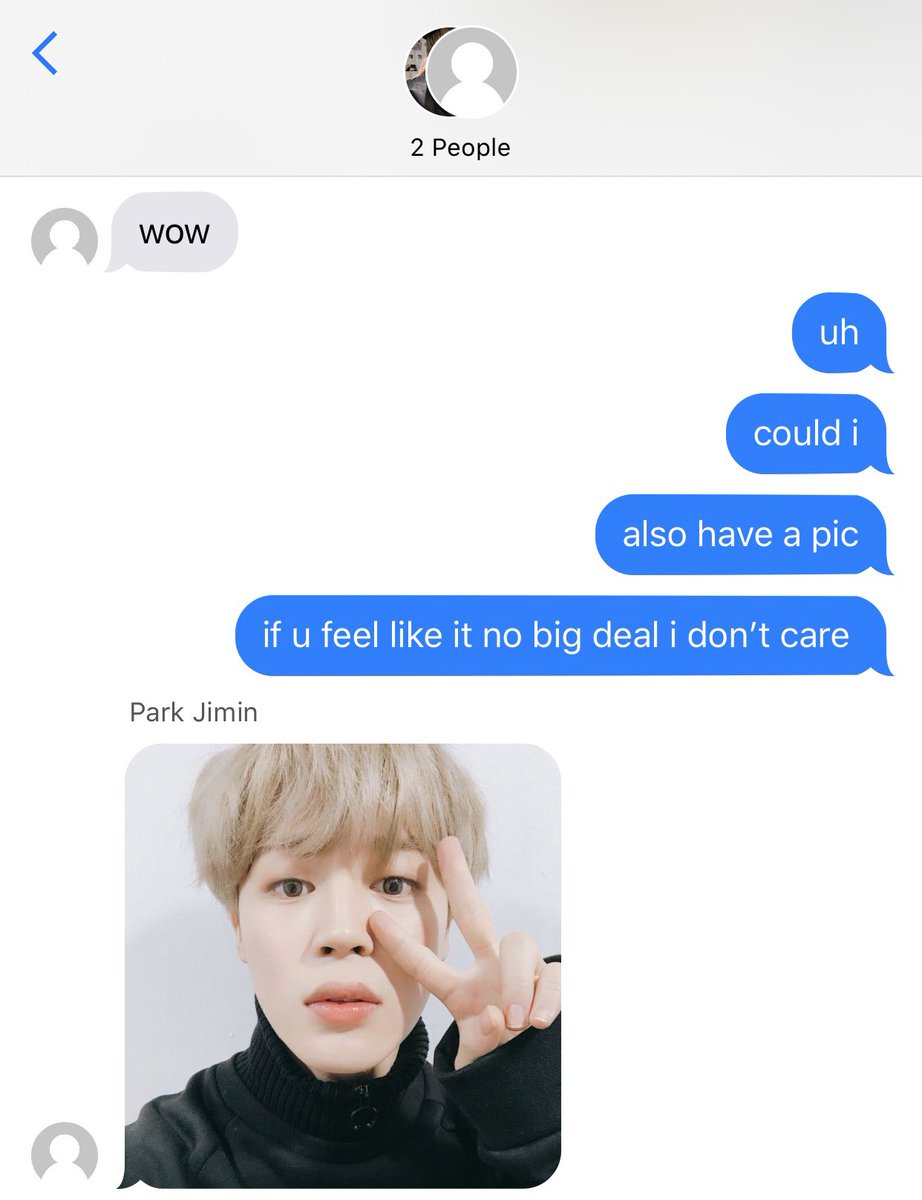 2 People
wow
uh
could i
also have a pic
if u feel like it no big deal i don’t care
Park Jimin